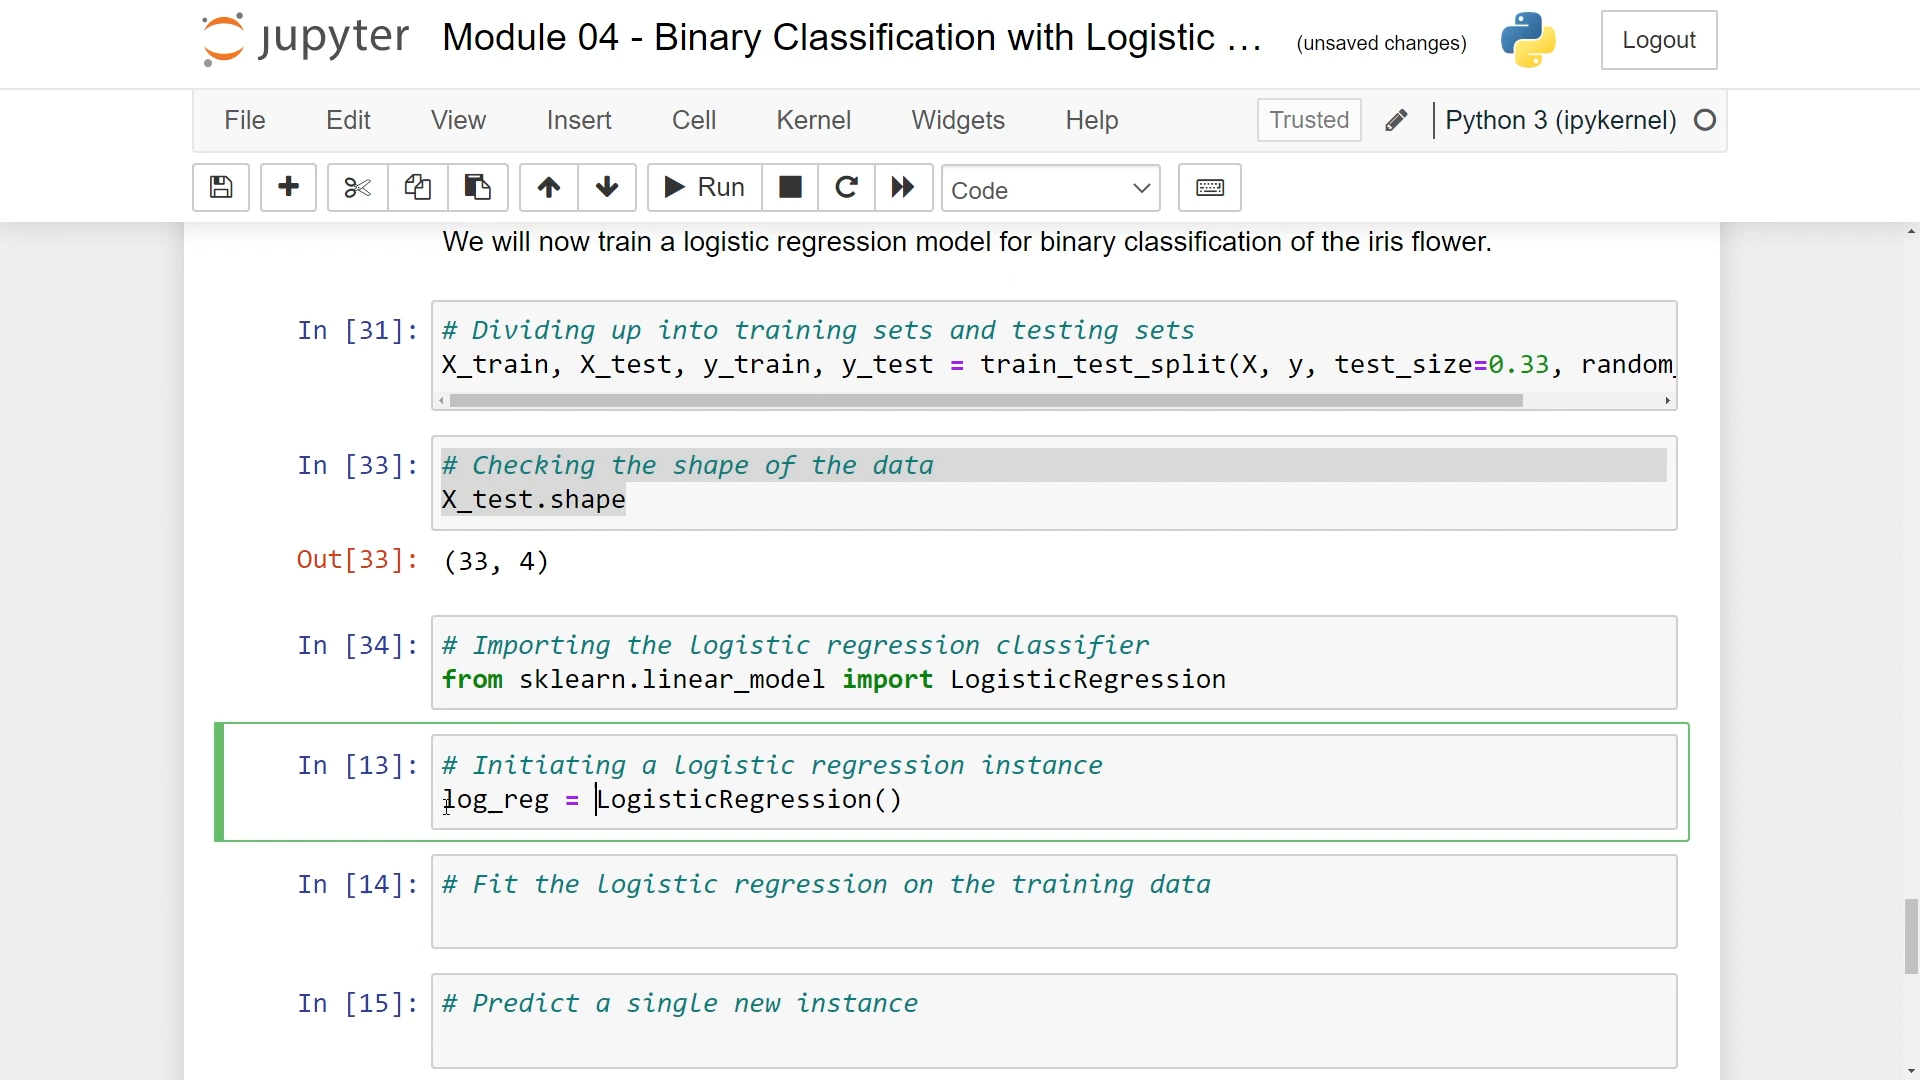 jupyter Module 04 - Binary Classification with Logistic ... (unsaved changes) Logout
File Edit View Insert Cell Kernel Widgets Help Trusted Python 3 (ipykernel)
Run Code
We will now train a logistic regression model for binary classification of the iris flower.
In [31]: # Dividing up into training sets and testing sets
X_train, X_test, y_train, y_test = train_test_split(X, y, test_size=0.33, random_
In [33]: # Checking the shape of the data
X_test.shape
Out[33]: (33, 4)
In [34]: # Importing the logistic regression classifier
from sklearn.linear_model import LogisticRegression
In [13]: # Initiating a logistic regression instance
log_reg = LogisticRegression()
In [14]: # Fit the logistic regression on the training data
In [15]: # Predict a single new instance